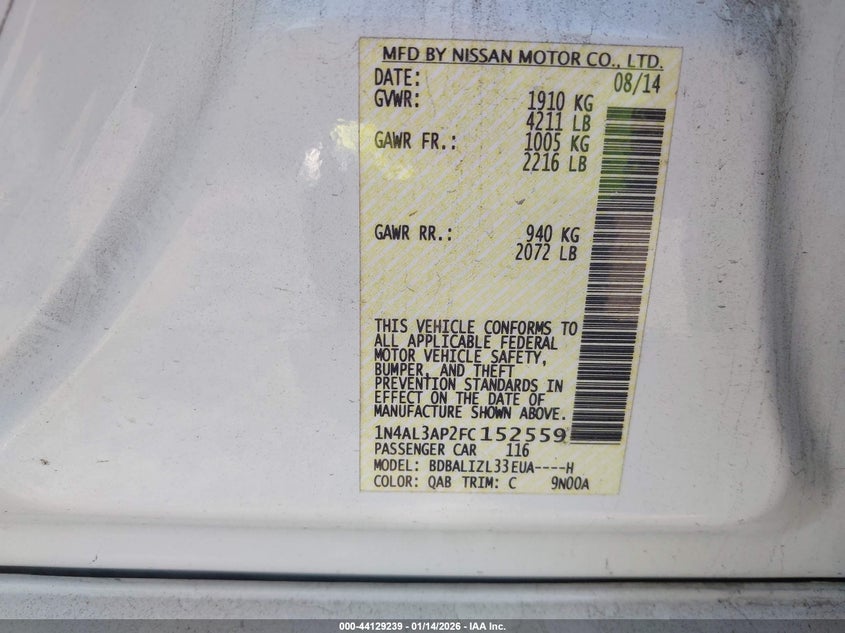 MFD BY NISSAN MOTOR CO., LTD.
DATE: 08/14
GVWR: 1910 KG
4211 LB
GAWR FR.: 1005 KG
2216 LB
GAWR RR.: 940 KG
2072 LB
THIS VEHICLE CONFORMS TO
ALL APPLICABLE FEDERAL
MOTOR VEHICLE SAFETY,
BUMPER, AND THEFT
PREVENTION STANDARDS IN
EFFECT ON THE DATE OF
MANUFACTURE SHOWN ABOVE.
1N4AL3AP2FC152559
PASSENGER CAR 116
MODEL: BDBALIZL33EUA----H
COLOR: QAB TRIM: C 9N00A
000-44129239 - 01/14/2026 - IAA Inc.